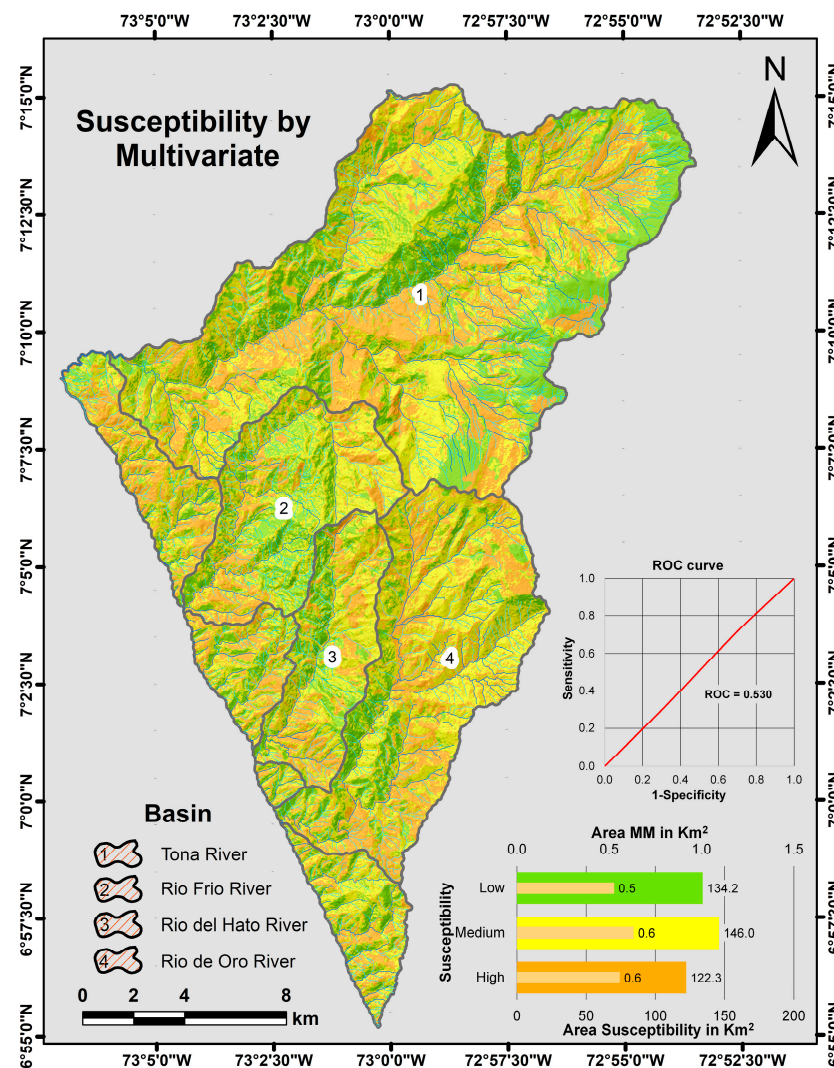 73°5'0"W 73°2'30"W 73°0'0"W 72°57'30"W 72°55'0"W 72°52'30"W
7°15'0"N
7°12'30"N
7°10'0"N
7°7'30"N
7°5'0"N
7°2'30"N
7°0'0"N
6°57'30"N
6°55'0"N
Susceptibility by
Multivariate
N
1
2
3
4
ROC curve
Sensitivity
1.0
0.8
0.6
0.4
0.2
0.0
ROC = 0.530
0.0 0.2 0.4 0.6 0.8 1.0
1-Specificity
Basin
1 Tona River
2 Rio Frio River
3 Rio del Hato River
4 Rio de Oro River
0 2 4 8
km
Area MM in Km²
0.0 0.5 1.0 1.5
Susceptibility
Low 0.5 134.2
Medium 0.6 146.0
High 0.6 122.3
0 50 100 150 200
Area Susceptibility in Km²
73°5'0"W 73°2'30"W 73°0'0"W 72°57'30"W 72°55'0"W 72°52'30"W